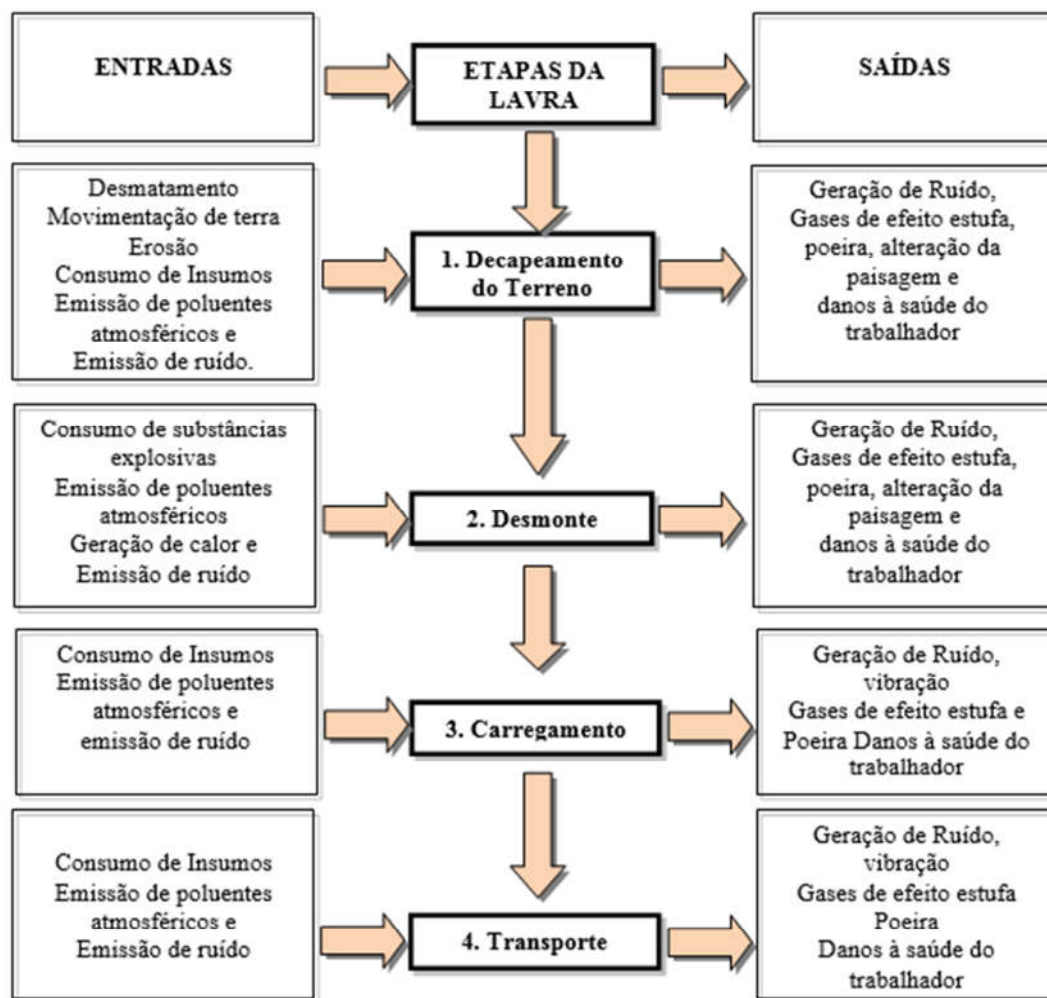 ENTRADAS
ETAPAS DA
LAVRA
SAÍDAS
Desmatamento
Movimentação de terra
Erosão
Consumo de Insumos
Emissão de poluentes
atmosféricos e
Emissão de ruído.
1. Decapeamento
do Terreno
Geração de Ruído,
Gases de efeito estufa,
poeira, alteração da
paisagem e
danos à saúde do
trabalhador
Consumo de substâncias
explosivas
Emissão de poluentes
atmosféricos
Geração de calor e
Emissão de ruído
2. Desmonte
Geração de Ruído,
Gases de efeito estufa,
poeira, alteração da
paisagem e
danos à saúde do
trabalhador
Consumo de Insumos
Emissão de poluentes
atmosféricos e
emissão de ruído
3. Carregamento
Geração de Ruído,
vibração
Gases de efeito estufa e
Poeira Danos à saúde do
trabalhador
Consumo de Insumos
Emissão de poluentes
atmosféricos e
Emissão de ruído
4. Transporte
Geração de Ruído,
vibração
Gases de efeito estufa
Poeira
Danos à saúde do
trabalhador